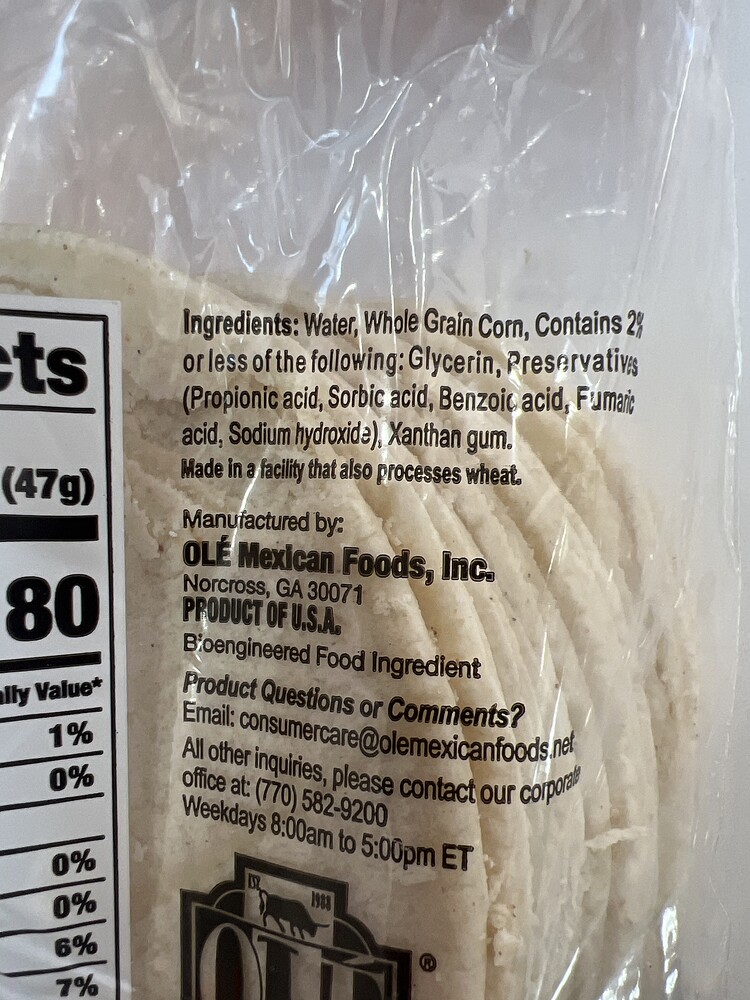 Ingredients: Water, Whole Grain Corn, Contains 2%
or less of the following: Glycerin, Preservatives
(Propionic acid, Sorbic acid, Benzoic acid, Fumaric
acid, Sodium hydroxide), Xanthan gum.
Made in a facility that also processes wheat.
Manufactured by:
OLÉ Mexican Foods, Inc.
Norcross, GA 30071
PRODUCT OF U.S.A.
Bioengineered Food Ingredient
Product Questions or Comments?
Email: consumercare@olemexicanfoods.net
All other inquiries, please contact our corporate
office at: (770) 582-9200
Weekdays 8:00am to 5:00pm ET
EST. 1988
OLÉ ®
cts
(47g)
80
ally Value*
1%
0%
0%
0%
6%
7%